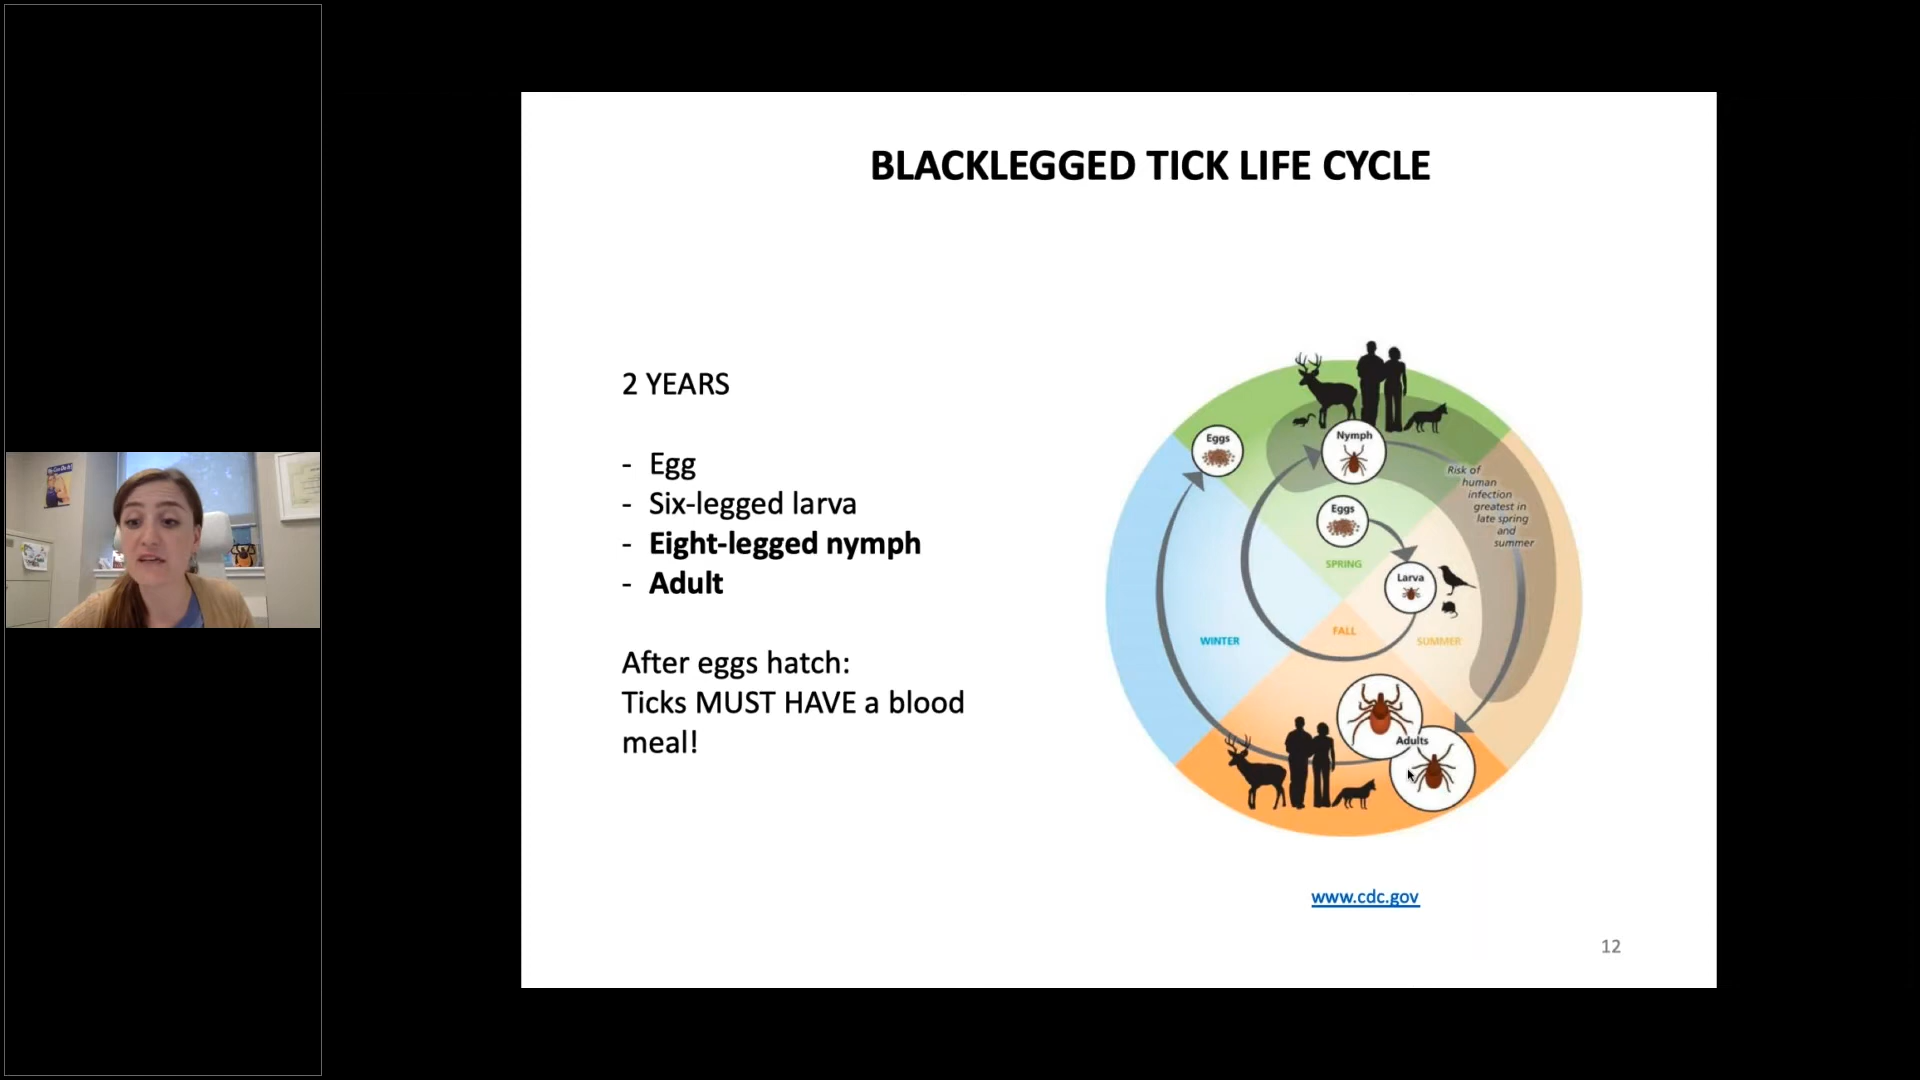 BLACKLEGGED TICK LIFE CYCLE
2 YEARS
- Egg
- Six-legged larva
- Eight-legged nymph
- Adult
After eggs hatch:
Ticks MUST HAVE a blood
meal!
Eggs
Nymph
Risk of
human
infection
greatest in
late spring
and
summer
Eggs
SPRING
Larva
FALL
WINTER
SUMMER
Adults
www.cdc.gov
12